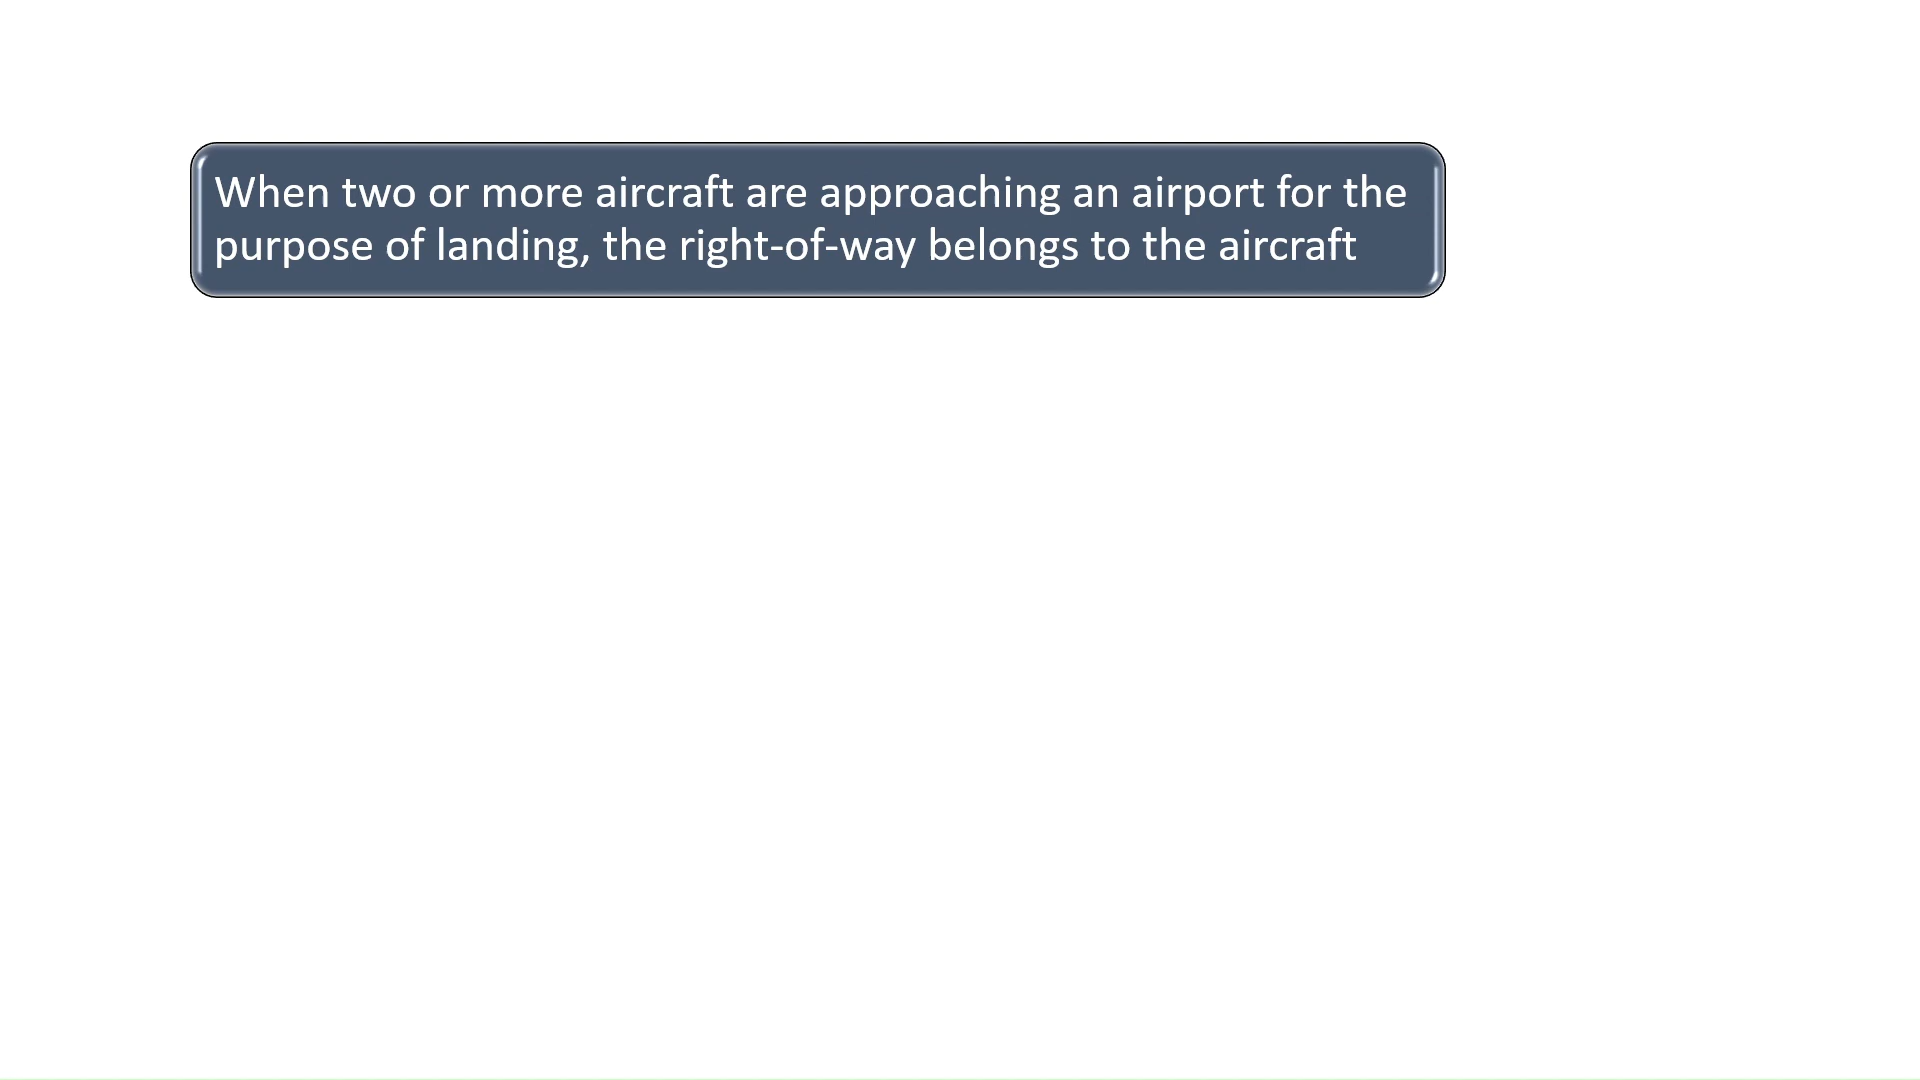 When two or more aircraft are approaching an airport for the
purpose of landing, the right-of-way belongs to the aircraft